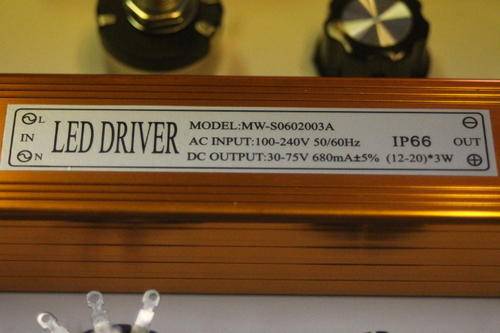 L
IN
N
LED DRIVER
MODEL:MW-S0602003A
AC INPUT:100-240V 50/60Hz
DC OUTPUT:30-75V 680mA±5% (12-20)*3W
IP66
OUT